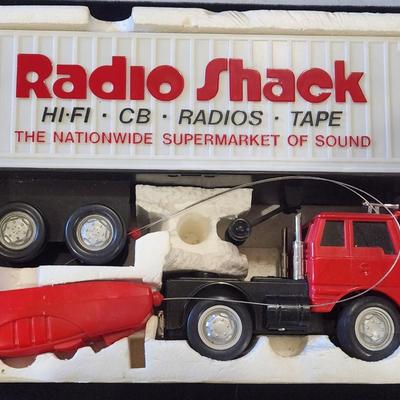 Radio Shack
HI-FI · CB · RADIOS · TAPE
THE NATIONWIDE SUPERMARKET OF SOUND